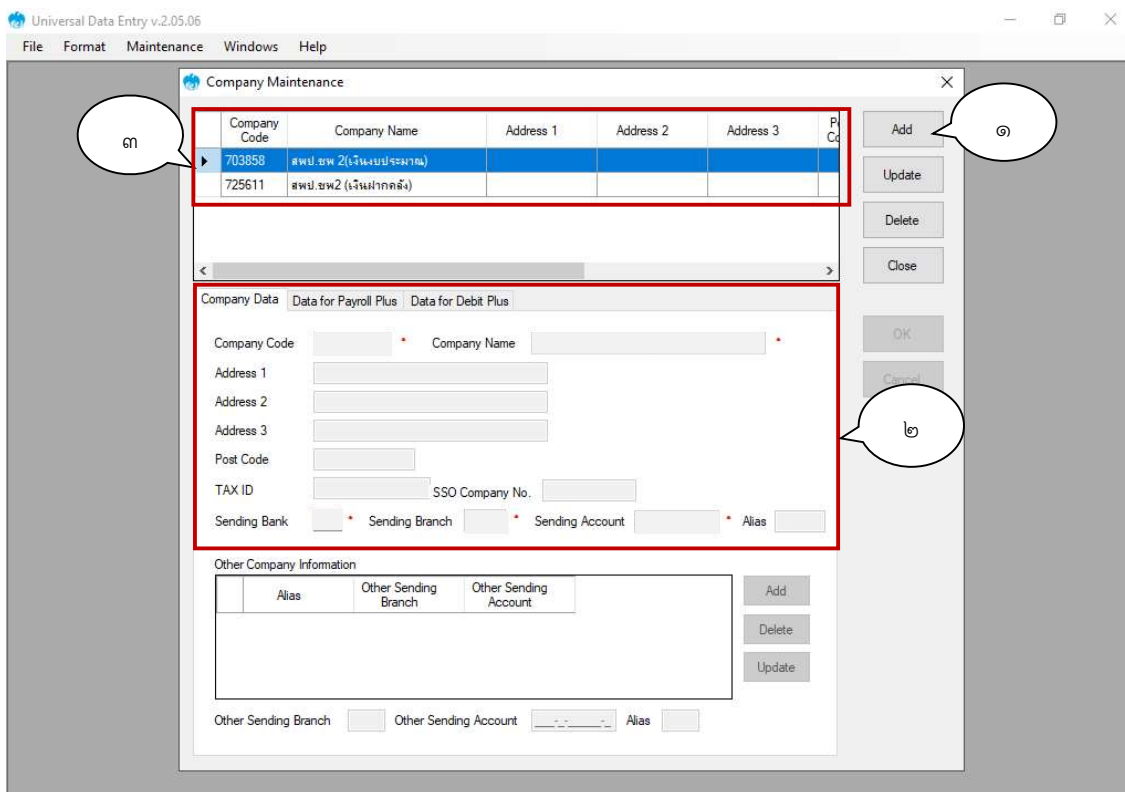 Universal Data Entry v.2.05.06
File Format Maintenance Windows Help
Company Maintenance
Company Code Company Name Address 1 Address 2 Address 3
703858 สพป.ชพ 2(เงินงบประมาณ)
725611 สพป.ชพ2 (เงินฝากคลัง)
๓
Add
๑
Update
Delete
Close
Company Data Data for Payroll Plus Data for Debit Plus
Company Code * Company Name *
OK
Address 1
Cancel
Address 2
Address 3
๒
Post Code
TAX ID SSO Company No.
Sending Bank * Sending Branch * Sending Account * Alias
Other Company Information
Alias Other Sending Branch Other Sending Account
Add
Delete
Update
Other Sending Branch Other Sending Account ___-_-_____-_ Alias